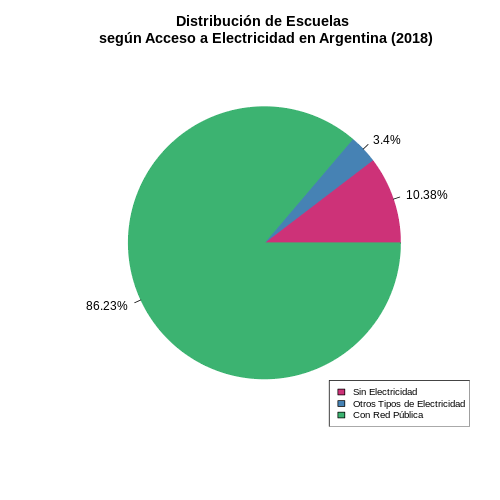 Distribución de Escuelas
según Acceso a Electricidad en Argentina (2018)
3.4%
10.38%
86.23%
Sin Electricidad
Otros Tipos de Electricidad
Con Red Pública